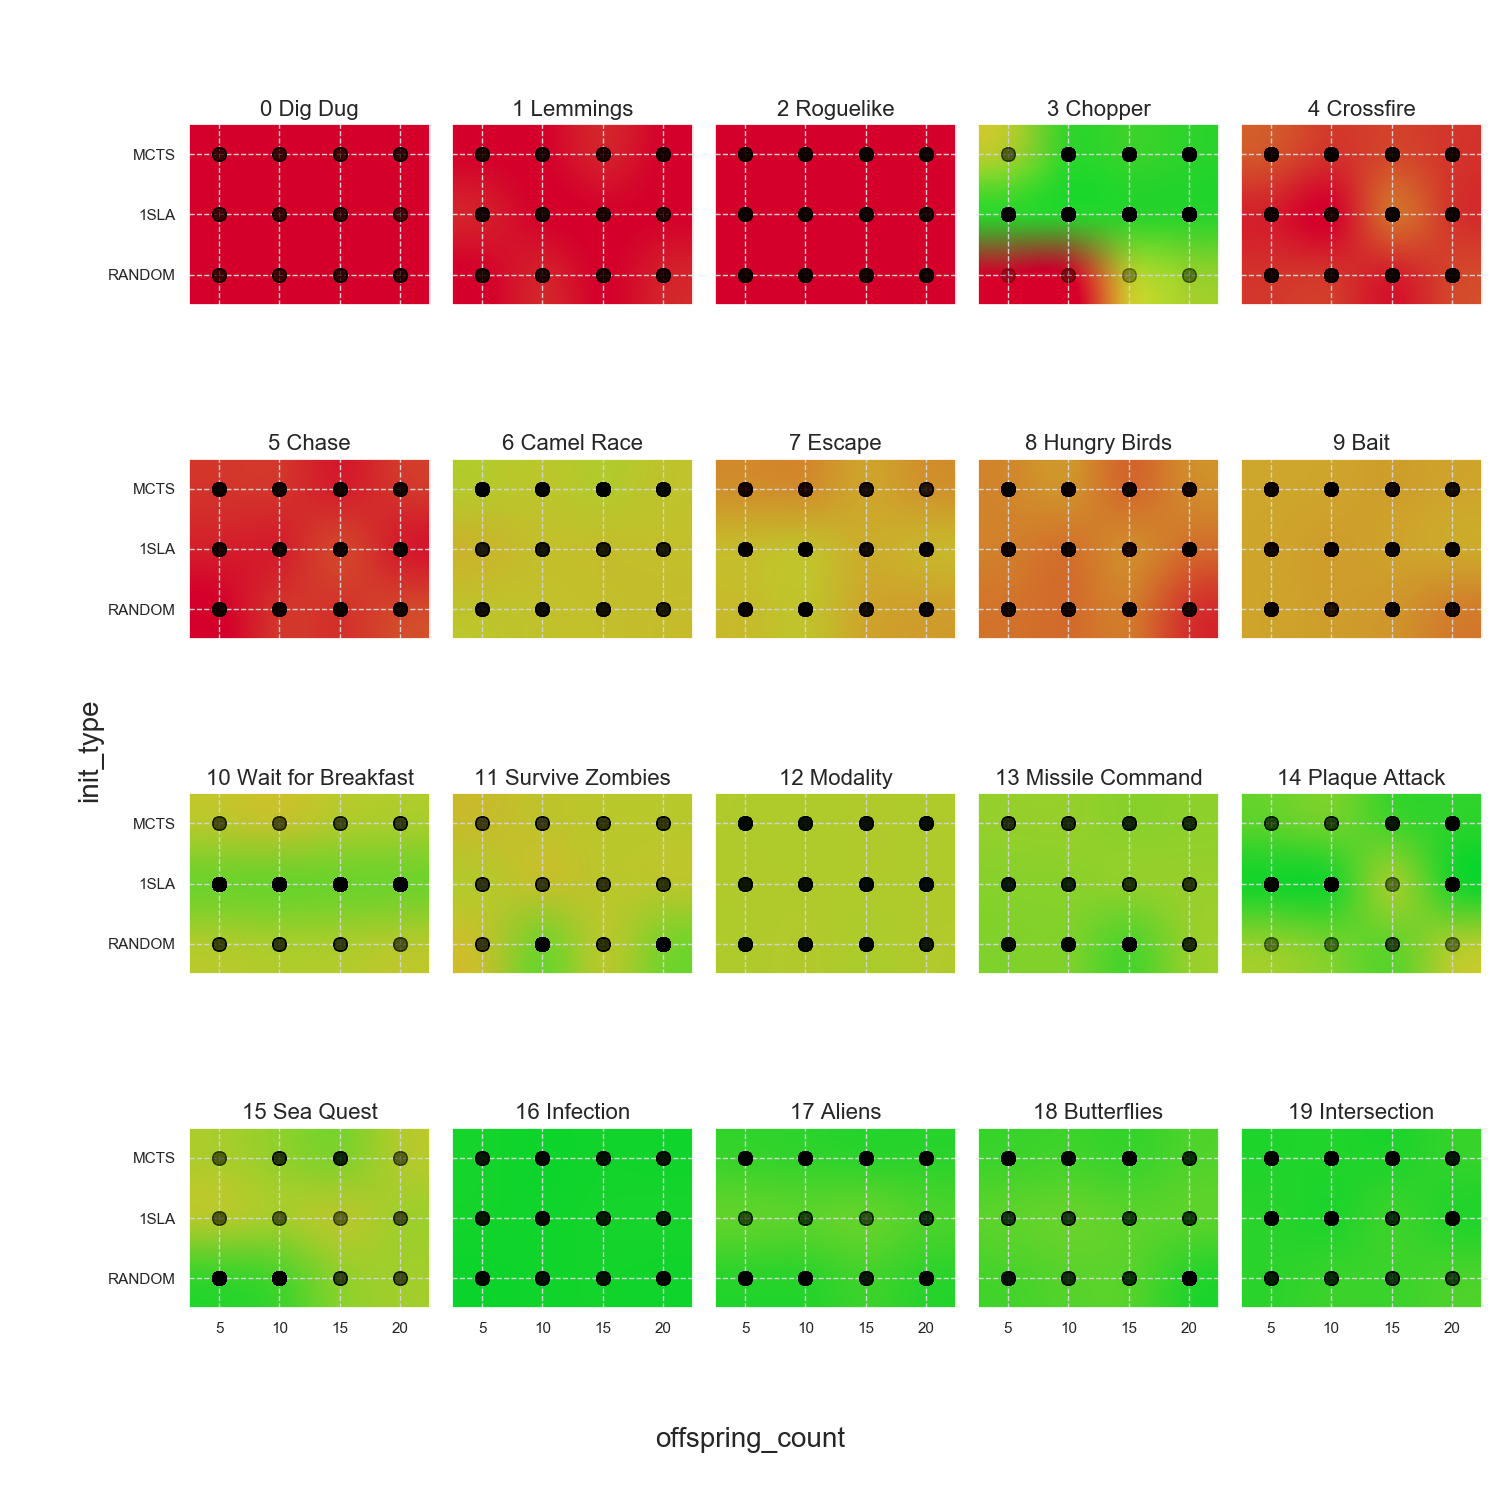 0 Dig Dug
1 Lemmings
2 Roguelike
3 Chopper
4 Crossfire
MCTS
1SLA
RANDOM
5 Chase
6 Camel Race
7 Escape
8 Hungry Birds
9 Bait
MCTS
1SLA
RANDOM
init_type
10 Wait for Breakfast
11 Survive Zombies
12 Modality
13 Missile Command
14 Plaque Attack
MCTS
1SLA
RANDOM
15 Sea Quest
16 Infection
17 Aliens
18 Butterflies
19 Intersection
MCTS
1SLA
RANDOM
5 10 15 20
5 10 15 20
5 10 15 20
5 10 15 20
5 10 15 20
offspring_count